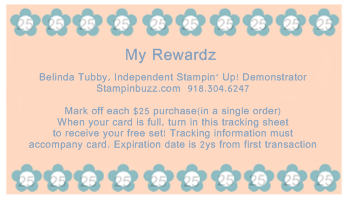 25 25 25 25 25 25 25 25 25 25
My Rewardz
Belinda Tubby, Independent Stampin' Up! Demonstrator
Stampinbuzz.com 918.304.6247
Mark off each $25 purchase(in a single order)
When your card is full, turn in this tracking sheet
to receive your free set! Tracking information must
accompany card. Expiration date is 2ys from first transaction
25 25 25 25 25 25 25 25 25 25